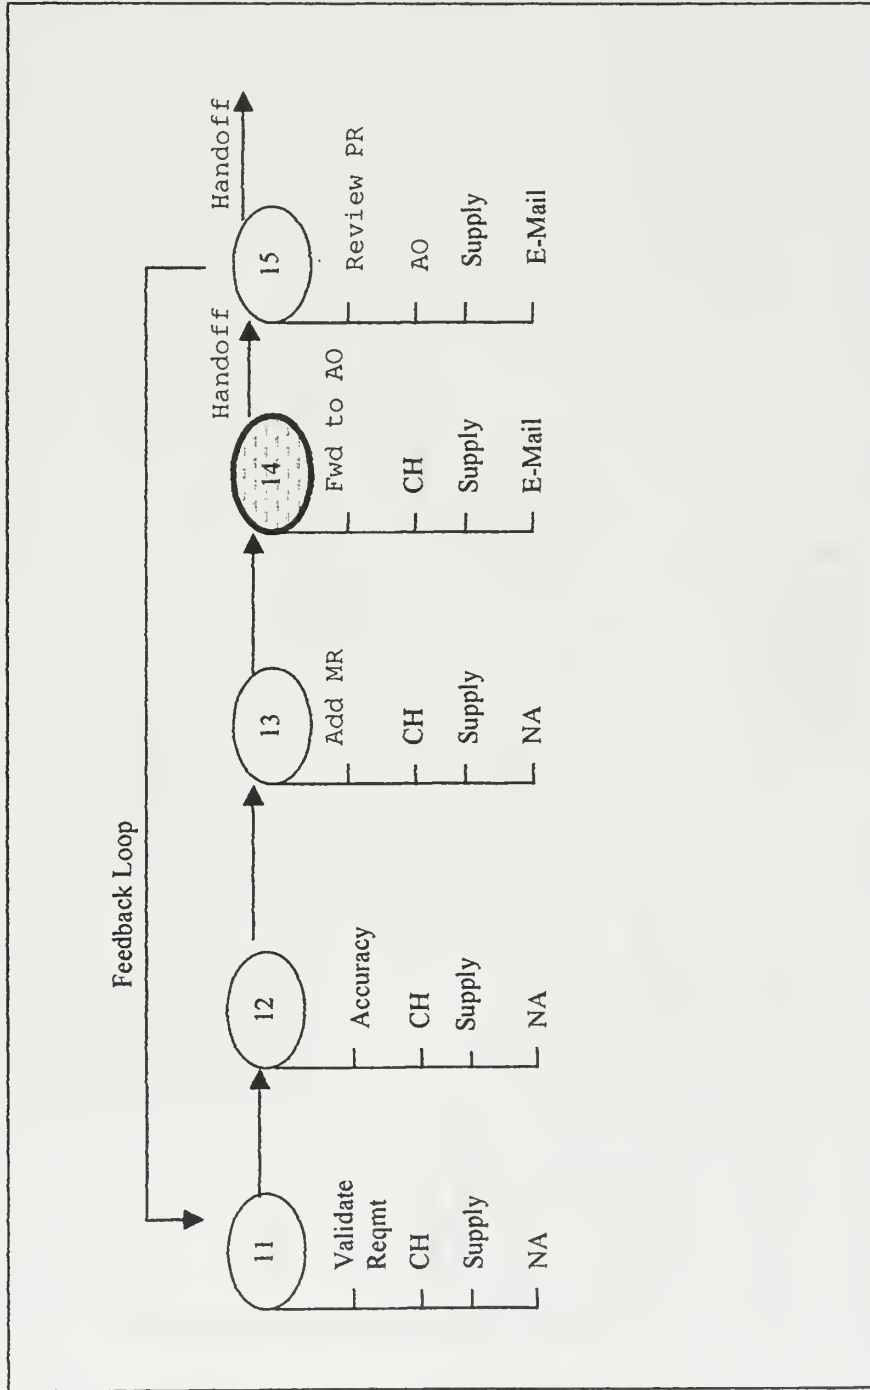 Feedback Loop
Handoff
Handoff
11
12
13
14
15
Validate
Reqmt
CH
Supply
NA
Accuracy
CH
Supply
NA
Add MR
CH
Supply
NA
Fwd to AO
CH
Supply
E-Mail
Review PR
AO
Supply
E-Mail